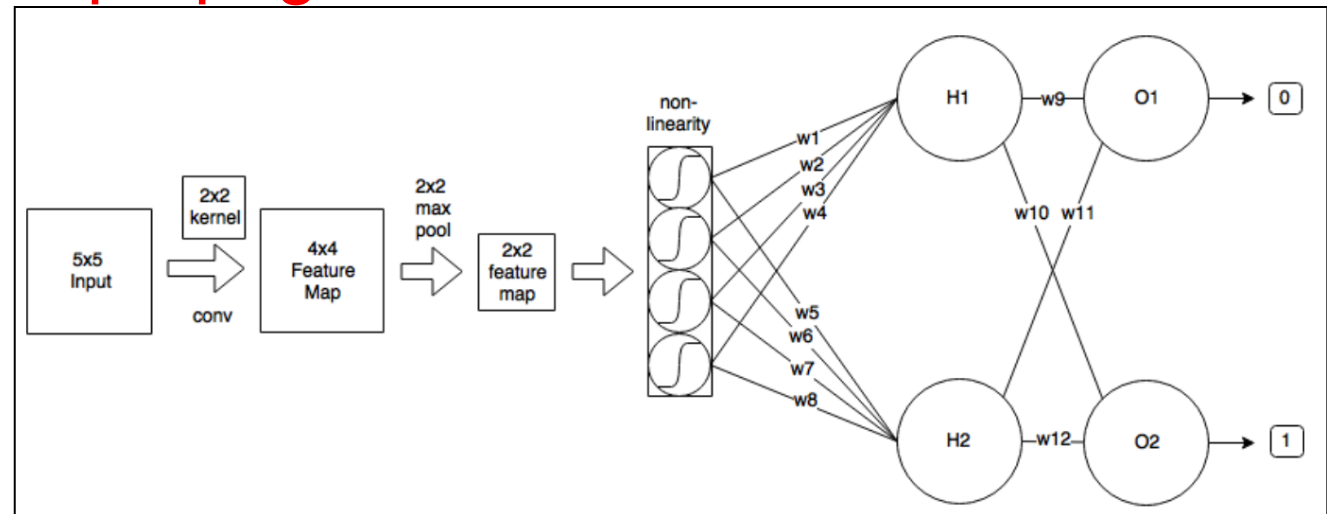 5x5
Input
2x2
kernel
conv
4x4
Feature
Map
2x2
max
pool
2x2
feature
map
non-
linearity
w1
w2
w3
w4
w5
w6
w7
w8
H1
w9
O1
0
w10
w11
H2
w12
O2
1